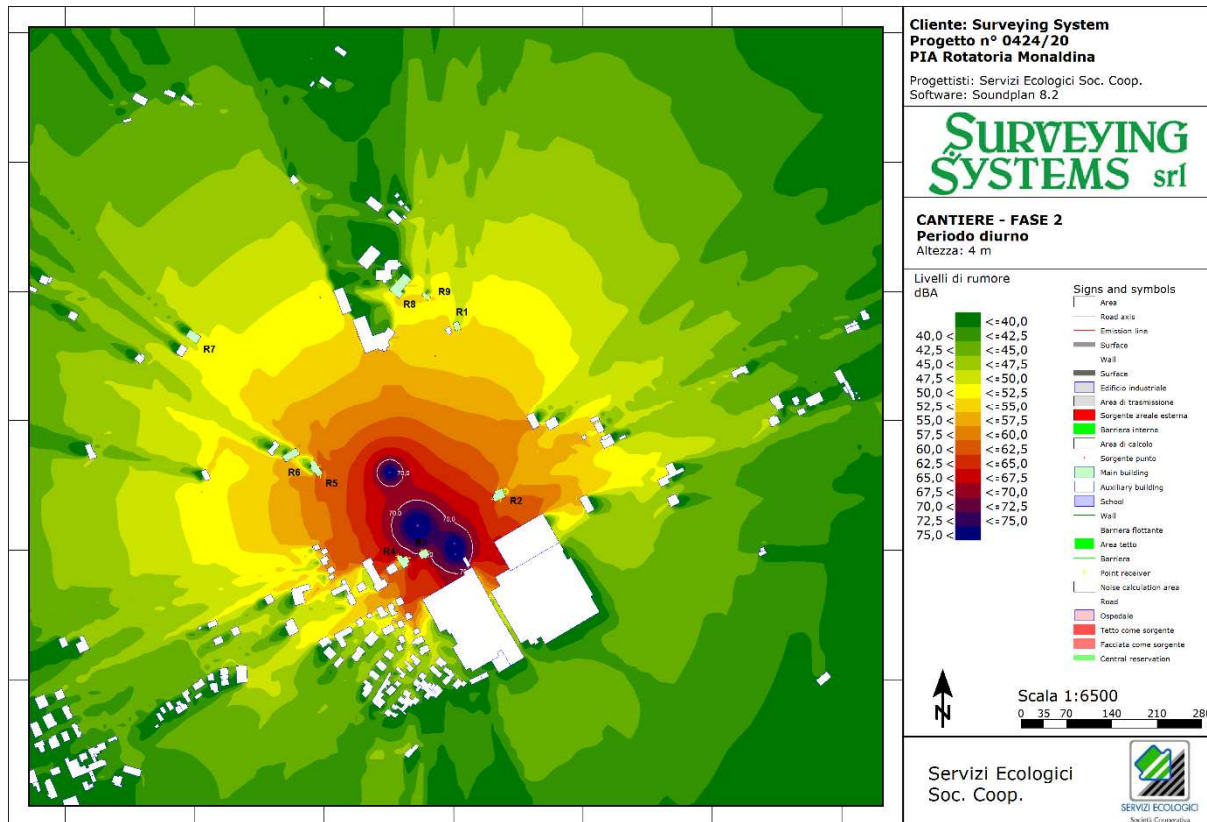 Cliente: Surveying System
Progetto n° 0424/20
PIA Rotatoria Monaldina
Progettisti: Servizi Ecologici Soc. Coop.
Software: Soundplan 8.2
SURVEYING
SYSTEMS srl
CANTIERE - FASE 2
Periodo diurno
Altezza: 4 m
Livelli di rumore
dBA
<=40,0
40,0 < <=42,5
42,5 < <=45,0
45,0 < <=47,5
47,5 < <=50,0
50,0 < <=52,5
52,5 < <=55,0
55,0 < <=57,5
57,5 < <=60,0
60,0 < <=62,5
62,5 < <=65,0
65,0 < <=67,5
67,5 < <=70,0
70,0 < <=72,5
72,5 < <=75,0
75,0 <
Signs and symbols
Area
Road axis
Emission line
Surface
Wall
Surface
Edificio industriale
Area di trasmissione
Sorgente areale esterna
Barriera interna
Area di calcolo
Sorgente punto
Main building
Auxiliary building
School
Wall
Barriera flottante
Area tetto
Barriera
Point receiver
Noise calculation area
Road
Ospedale
Tetto come sorgente
Facciata come sorgente
Central reservation
N
Scala 1:6500
0 35 70 140 210 280
Servizi Ecologici
Soc. Coop.
SERVIZI ECOLOGICI
Società Cooperativa
R9
R8
R1
R7
R6
R5
70,0
R2
70,0
70,0
R4